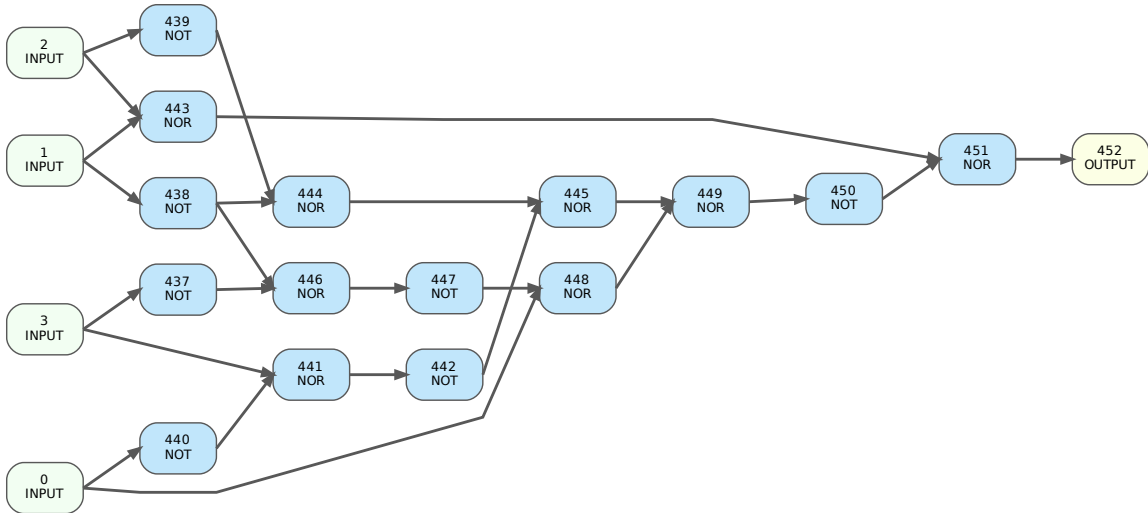 2
INPUT
439
NOT
443
NOR
1
INPUT
438
NOT
444
NOR
445
NOR
449
NOR
450
NOT
451
NOR
452
OUTPUT
437
NOT
446
NOR
447
NOT
448
NOR
3
INPUT
441
NOR
442
NOT
440
NOT
0
INPUT